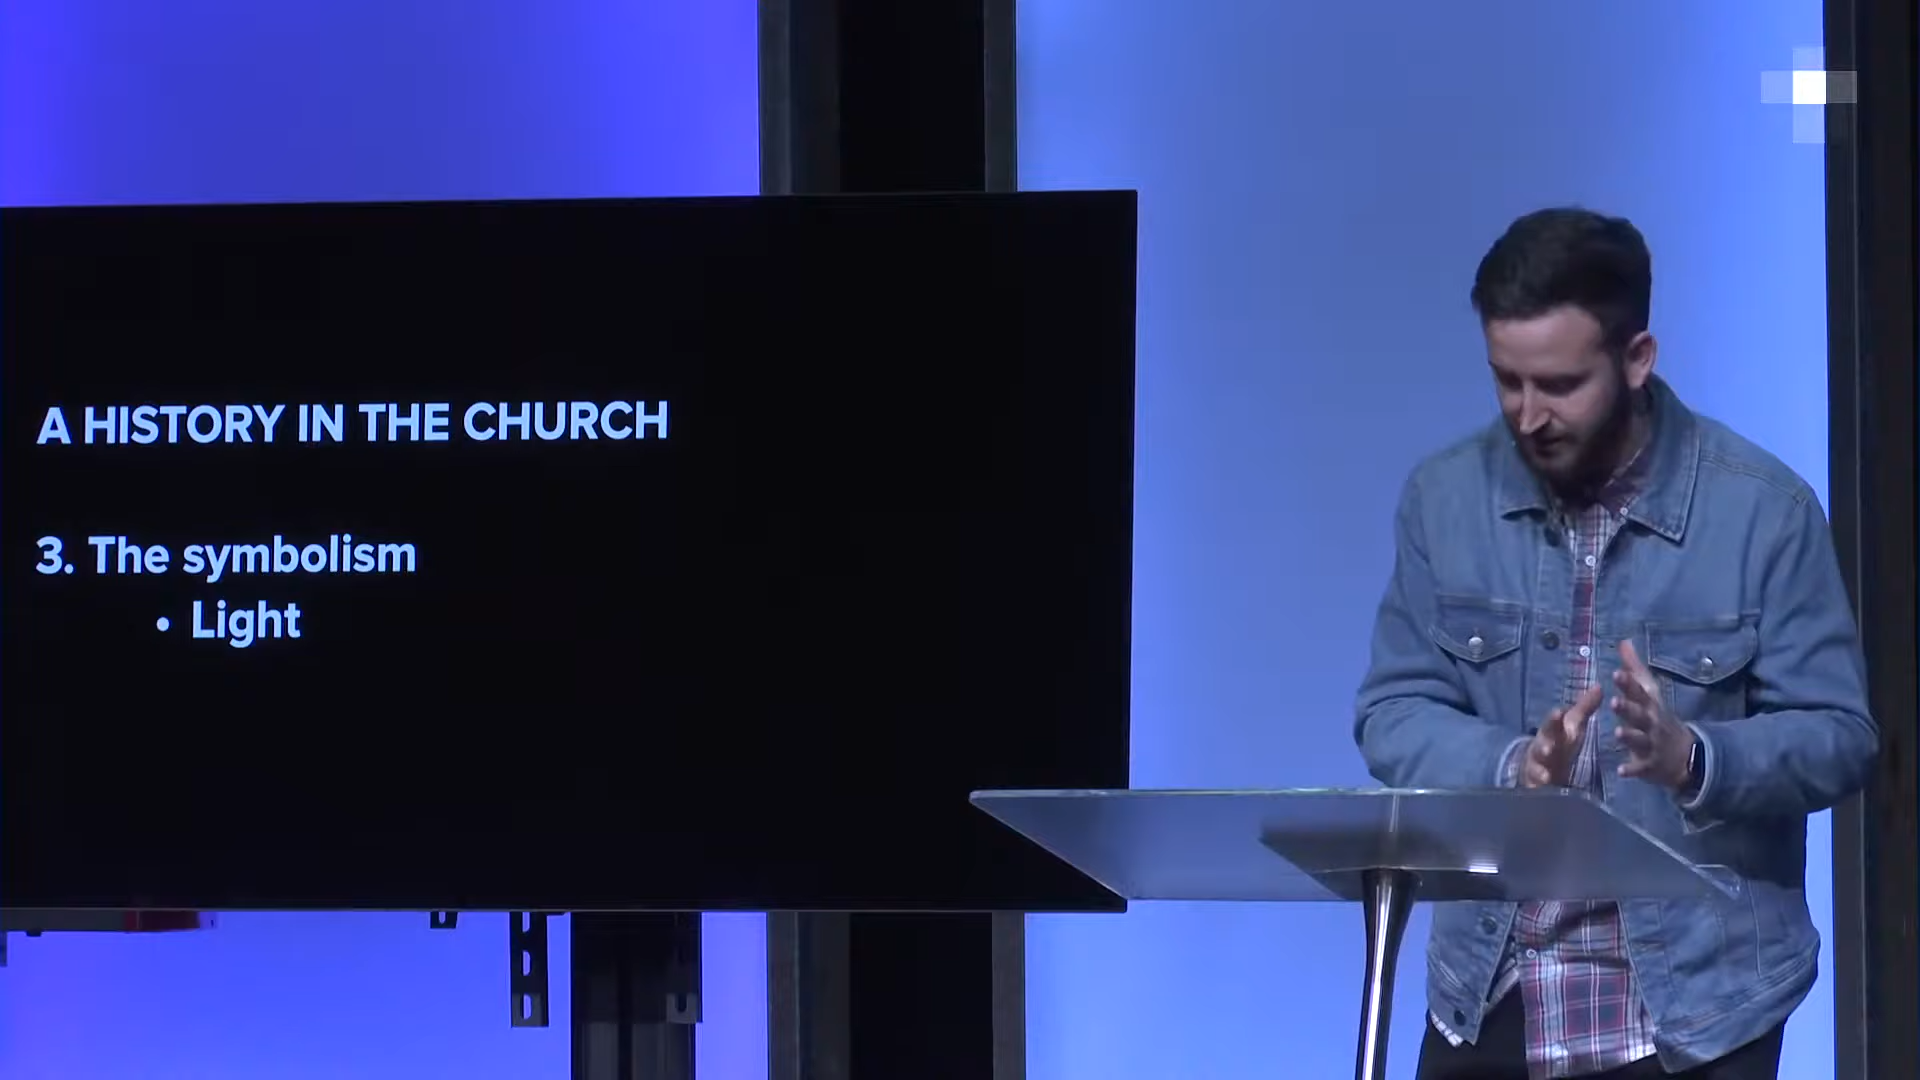 A HISTORY IN THE CHURCH
3. The symbolism
• Light